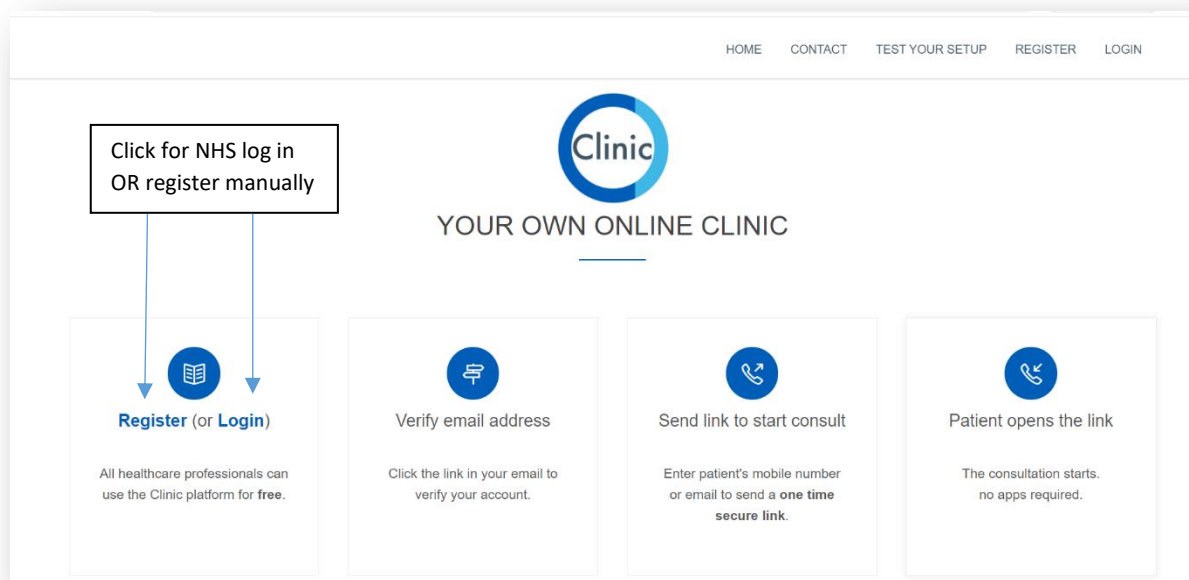 HOME CONTACT TEST YOUR SETUP REGISTER LOGIN
Click for NHS log in
OR register manually
Clinic
YOUR OWN ONLINE CLINIC
Register (or Login)
All healthcare professionals can
use the Clinic platform for free.
Verify email address
Click the link in your email to
verify your account.
Send link to start consult
Enter patient's mobile number
or email to send a one time
secure link.
Patient opens the link
The consultation starts.
no apps required.